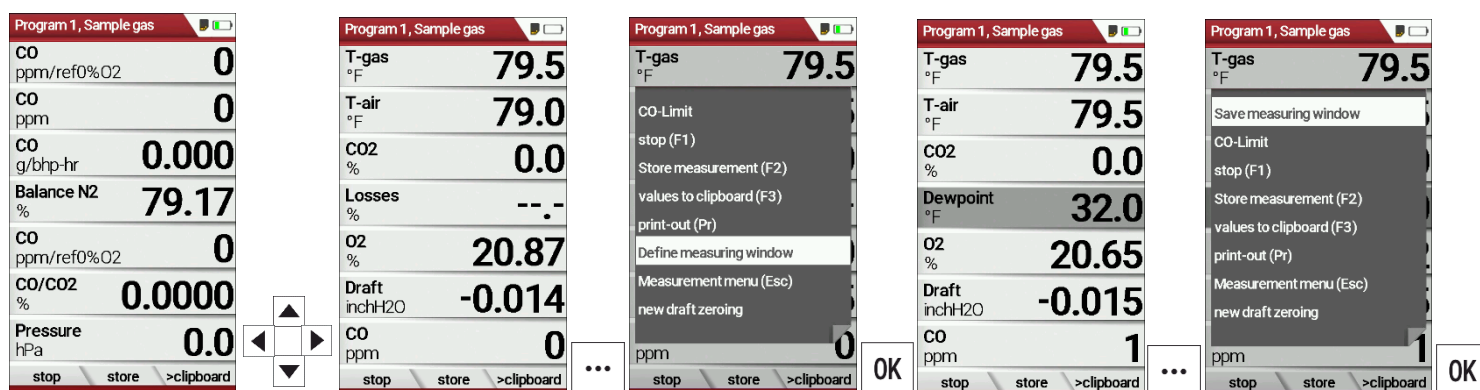 Program 1, Sample gas
CO
ppm/ref0%O2
0
CO
ppm
0
CO
g/bhp-hr
0.000
Balance N2
%
79.17
CO
ppm/ref0%O2
0
CO/CO2
%
0.0000
Pressure
hPa
0.0
stop store >clipboard
Program 1, Sample gas
T-gas
°F
79.5
T-air
°F
79.0
CO2
%
0.0
Losses
%
--.-
O2
%
20.87
Draft
inchH2O
-0.014
CO
ppm
0
stop store >clipboard
...
Program 1, Sample gas
T-gas
°F
79.5
CO-Limit
stop (F1)
Store measurement (F2)
values to clipboard (F3)
print-out (Pr)
Define measuring window
Measurement menu (Esc)
new draft zeroing
ppm
0
stop store >clipboard
OK
Program 1, Sample gas
T-gas
°F
79.5
T-air
°F
79.5
CO2
%
0.0
Dewpoint
°F
32.0
O2
%
20.65
Draft
inchH2O
-0.015
CO
ppm
1
stop store >clipboard
...
Program 1, Sample gas
T-gas
°F
79.5
Save measuring window
CO-Limit
stop (F1)
Store measurement (F2)
values to clipboard (F3)
print-out (Pr)
Measurement menu (Esc)
new draft zeroing
ppm
1
stop store >clipboard
OK